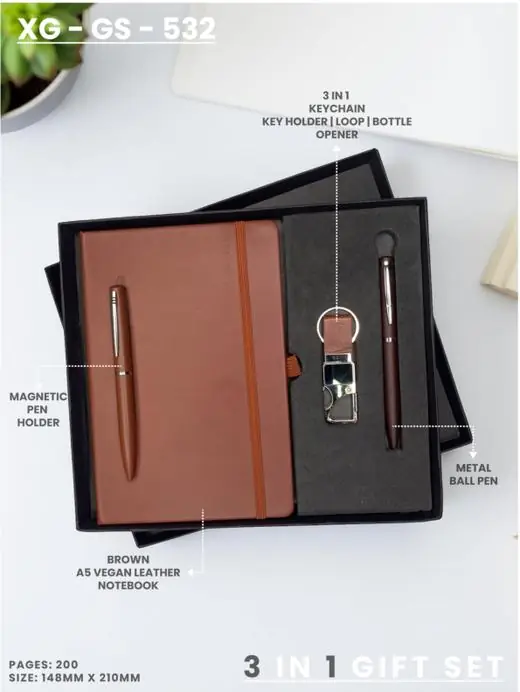 XG - GS - 532
3 IN 1
KEYCHAIN
KEY HOLDER | LOOP | BOTTLE
OPENER
MAGNETIC
PEN
HOLDER
METAL
BALL PEN
BROWN
A5 VEGAN LEATHER
NOTEBOOK
PAGES: 200
SIZE: 148MM X 210MM
3 IN 1 GIFT SET